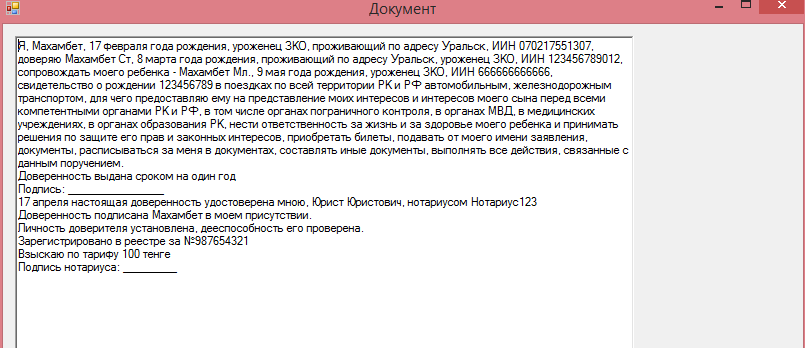 Документ
Я, Махамбет, 17 февраля года рождения, уроженец ЗКО, проживающий по адресу Уральск, ИИН 070217551307,
доверяю Махамбет Ст, 8 марта года рождения, проживающий по адресу Уральск, уроженец ЗКО, ИИН 123456789012,
сопровождать моего ребенка - Махамбет Мл., 9 мая года рождения, уроженец ЗКО, ИИН 666666666666,
свидетельство о рождении 123456789 в поездках по всей территории РК и РФ автомобильным, железнодорожным
транспортом, для чего предоставляю ему на представление моих интересов и интересов моего сына перед всеми
компетентными органами РК и РФ, в том числе органах пограничного контроля, в органах МВД, в медицинских
учреждениях, в органах образования РК, нести ответственность за жизнь и за здоровье моего ребенка и принимать
решения по защите его прав и законных интересов, приобретать билеты, подавать от моего имени заявления,
документы, расписываться за меня в документах, составлять иные документы, выполнять все действия, связанные с
данным поручением.
Доверенность выдана сроком на один год
Подпись: ________________
17 апреля настоящая доверенность удостоверена мною, Юрист Юристович, нотариусом Нотариус123
Доверенность подписана Махамбет в моем присутствии.
Личность доверителя установлена, дееспособность его проверена.
Зарегистрировано в реестре за №987654321
Взыскаю по тарифу 100 тенге
Подпись нотариуса: _________